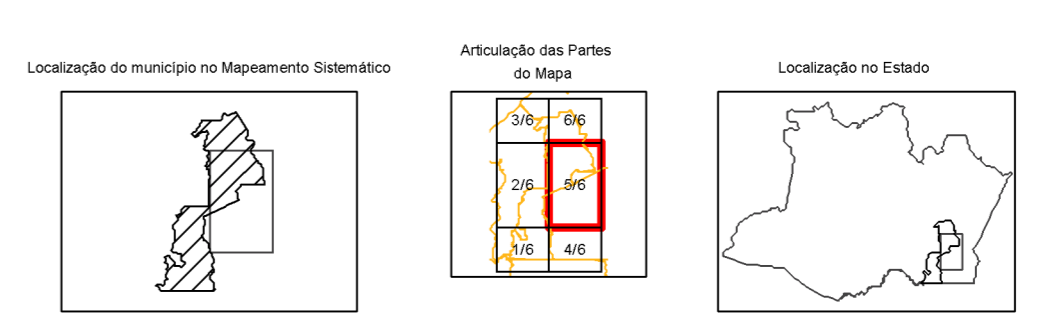 Localização do município no Mapeamento Sistemático
Articulação das Partes
do Mapa
Localização no Estado
3/6 6/6
2/6 5/6
1/6 4/6